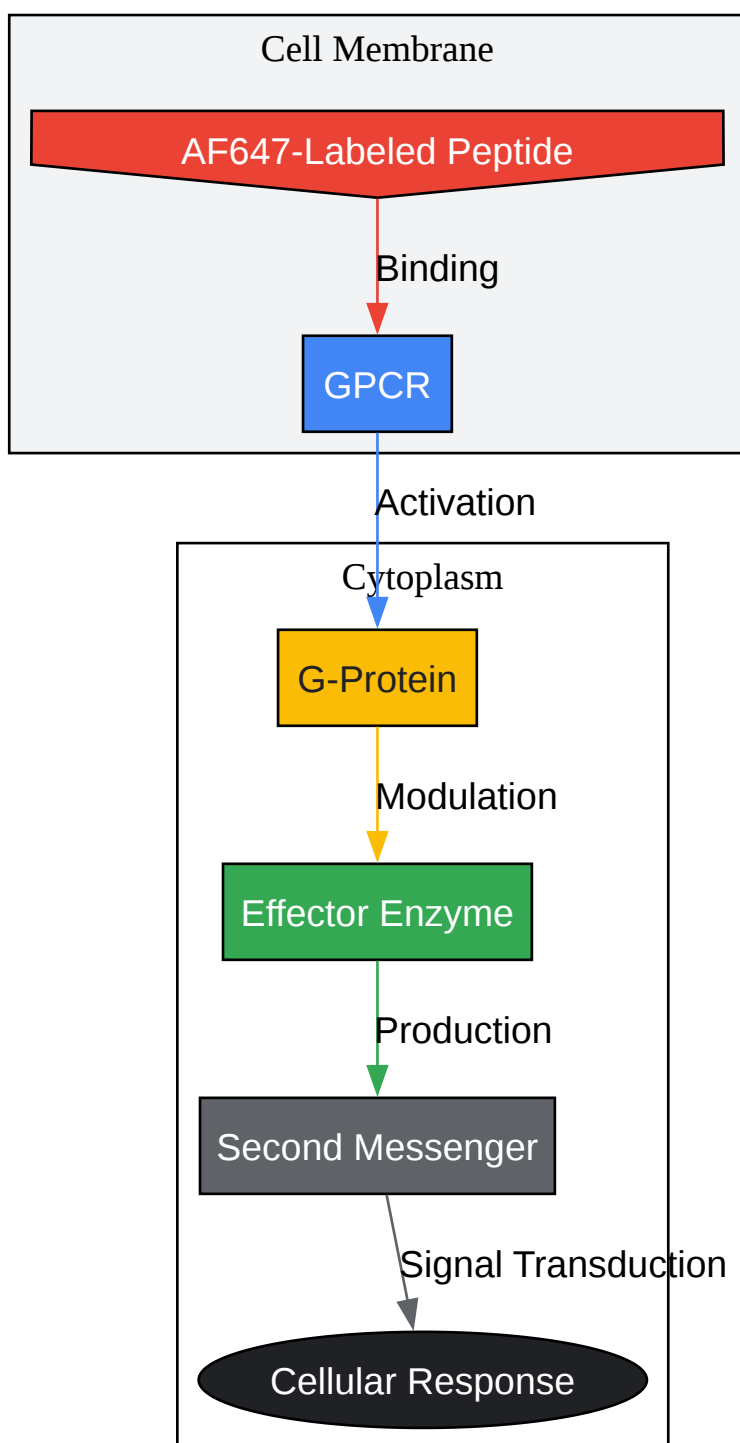 Cell Membrane
AF647-Labeled Peptide
Binding
GPCR
Activation
Cytoplasm
G-Protein
Modulation
Effector Enzyme
Production
Second Messenger
Signal Transduction
Cellular Response